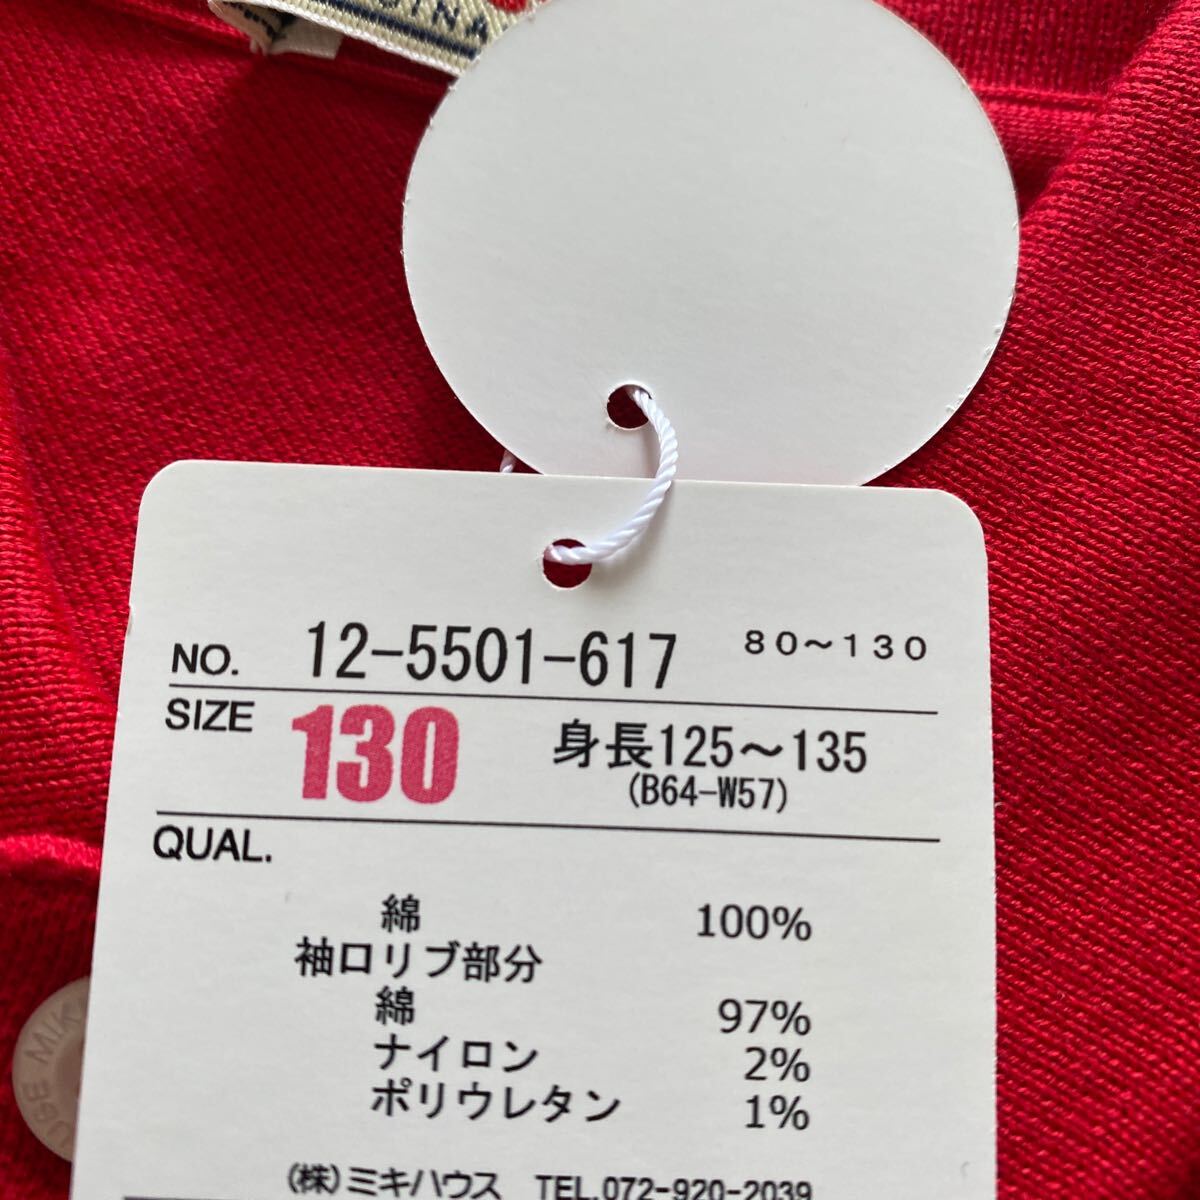 NO. 12-5501-617 80～130
SIZE 130 身長125～135
(B64-W57)
QUAL.
綿 100%
袖口リブ部分
綿 97%
ナイロン 2%
ポリウレタン 1%
(株)ミキハウス TEL.072-920-2039